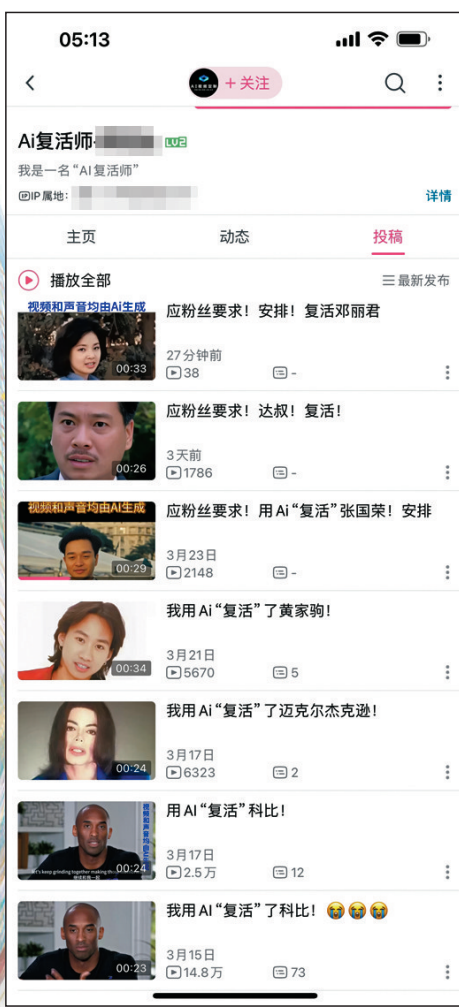 05:13
+关注
Ai复活师
LV2
我是一名“AI复活师”
IP IP属地:
详情
主页
动态
投稿
播放全部
最新发布
视频和声音均由Ai生成
00:33
应粉丝要求!安排!复活邓丽君
27分钟前
38
-
00:26
应粉丝要求!达叔!复活!
3天前
1786
-
视频和声音均由AI生成
00:29
应粉丝要求!用Ai“复活”张国荣!安排
3月23日
2148
-
00:34
我用Ai“复活”了黄家驹!
3月21日
5670
5
00:24
我用Ai“复活”了迈克尔杰克逊!
3月17日
6323
2
00:24
用AI“复活”科比!
3月17日
2.5万
12
00:23
我用AI“复活”了科比!😭😭😭
3月15日
14.8万
73